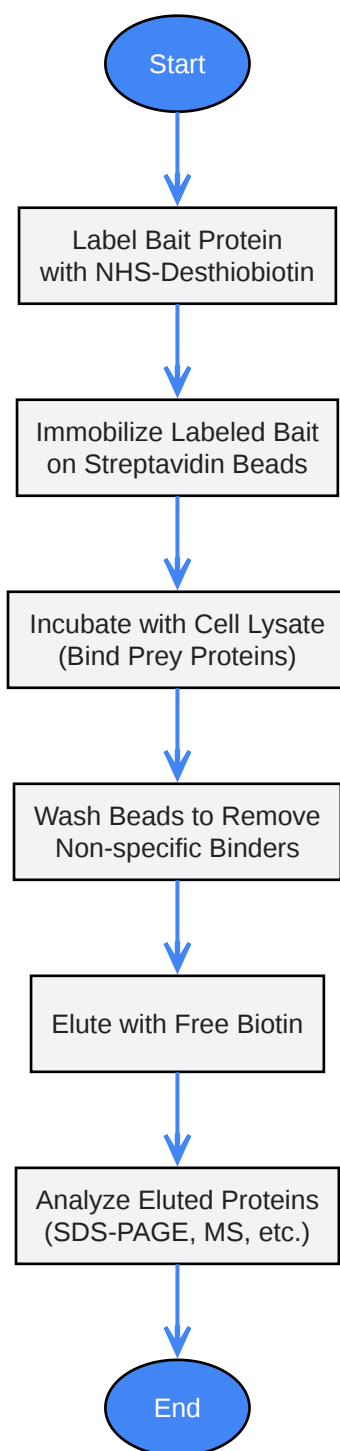 Start
Label Bait Protein
with NHS-Desthiobiotin
Immobilize Labeled Bait
on Streptavidin Beads
Incubate with Cell Lysate
(Bind Prey Proteins)
Wash Beads to Remove
Non-specific Binders
Elute with Free Biotin
Analyze Eluted Proteins
(SDS-PAGE, MS, etc.)
End